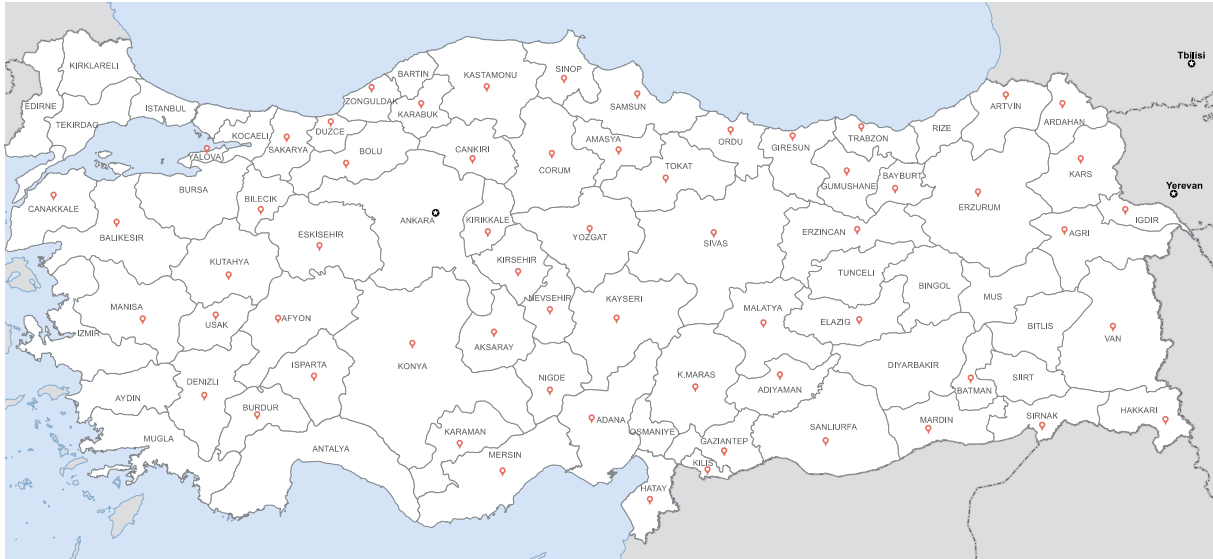 Tbilisi
KIRKLARELI
BARTIN
KASTAMONU
SINOP
ZONGULDAK
SAMSUN
ARTVIN
EDIRNE
ISTANBUL
KARABUK
ARDAHAN
TEKIRDAG
KOCAELI
DUZCE
AMASYA
ORDU
GIRESUN
TRABZON
RIZE
SAKARYA
BOLU
CANKIRI
YALOVA
CORUM
TOKAT
KARS
BURSA
GUMUSHANE
BAYBURT
Yerevan
BILECIK
ERZURUM
CANAKKALE
ANKARA
KIRIKKALE
IGDIR
BALIKESIR
ESKISEHIR
YOZGAT
SIVAS
ERZINCAN
AGRI
KUTAHYA
KIRSEHIR
TUNCELI
BINGOL
NEVSEHIR
KAYSERI
MUS
MANISA
MALATYA
USAK
AFYON
ELAZIG
BITLIS
IZMIR
AKSARAY
VAN
ISPARTA
KONYA
DIYARBAKIR
K.MARAS
NIGDE
SIIRT
DENIZLI
ADIYAMAN
BATMAN
AYDIN
BURDUR
ADANA
HAKKARI
SIRNAK
MARDIN
SANLIURFA
KARAMAN
OSMANIYE
MUGLA
GAZIANTEP
ANTALYA
MERSIN
KILIS
HATAY